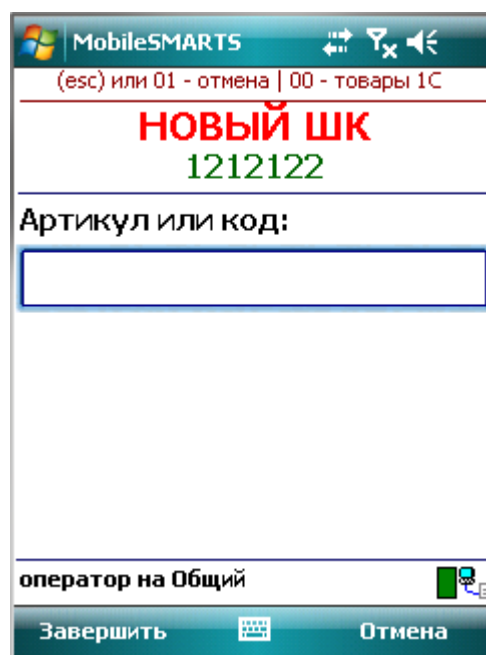 MobileSMARTS
(esc) или 01 - отмена | 00 - товары 1С
НОВЫЙ ШК
1212122
Артикул или код:
оператор на Общий
Завершить Отмена